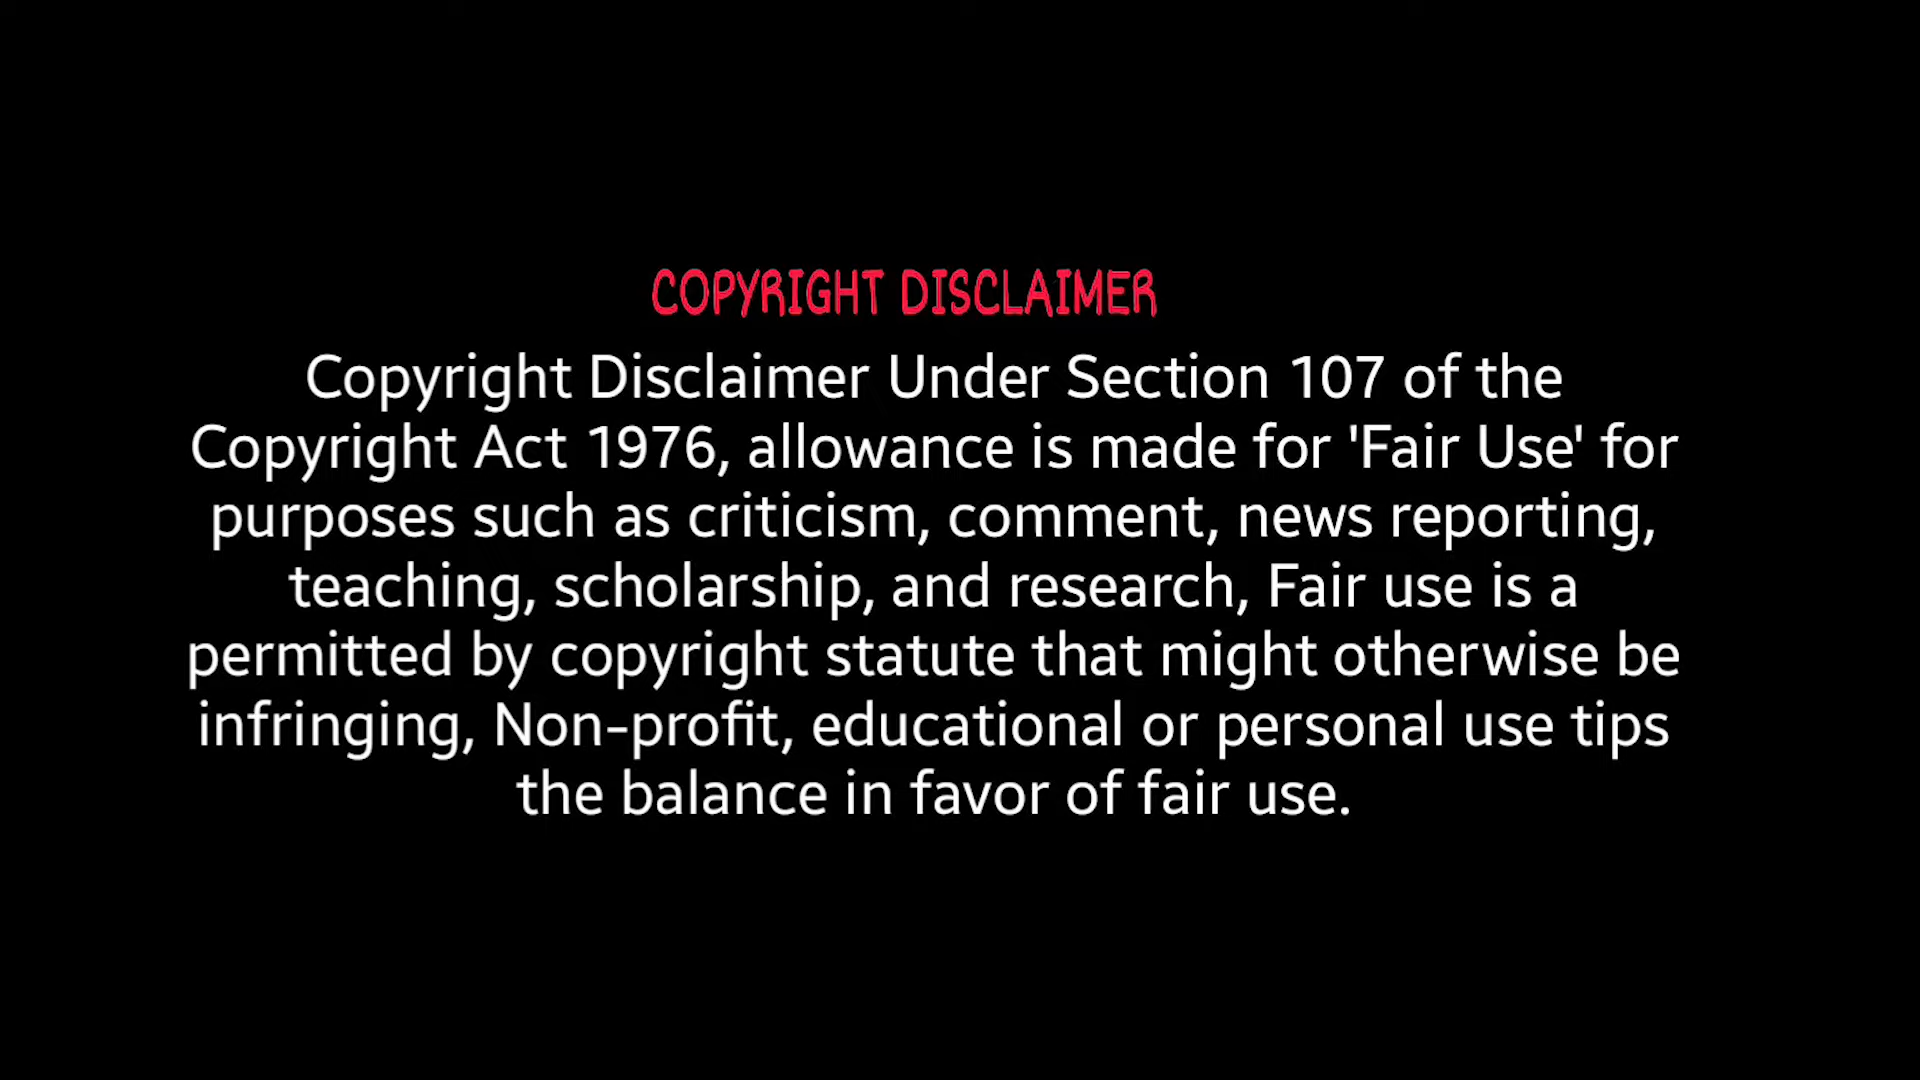 COPYRIGHT DISCLAIMER
Copyright Disclaimer Under Section 107 of the
Copyright Act 1976, allowance is made for 'Fair Use' for
purposes such as criticism, comment, news reporting,
teaching, scholarship, and research, Fair use is a
permitted by copyright statute that might otherwise be
infringing, Non-profit, educational or personal use tips
the balance in favor of fair use.